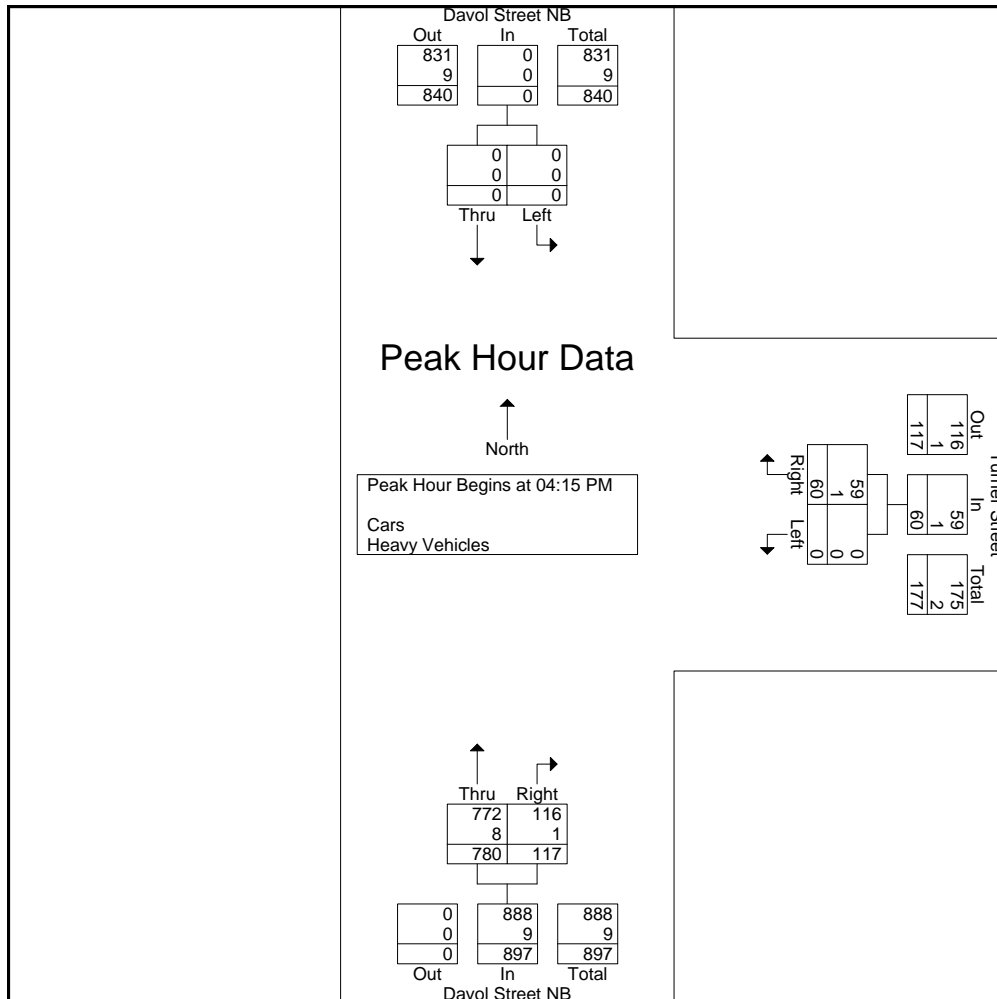 Davol Street NB
Out In Total
831 0 831
9 0 9
840 0 840
0 0
0 0
0 0
Thru Left
Peak Hour Data
North
Peak Hour Begins at 04:15 PM
Cars
Heavy Vehicles
Out In Total
116 59 175
1 1 2
117 60 177
59 0
1 0
60 0
Right Left
Thru Right
772 116
8 1
780 117
0 888 888
0 9 9
0 897 897
Out In Total
Davol Street NB